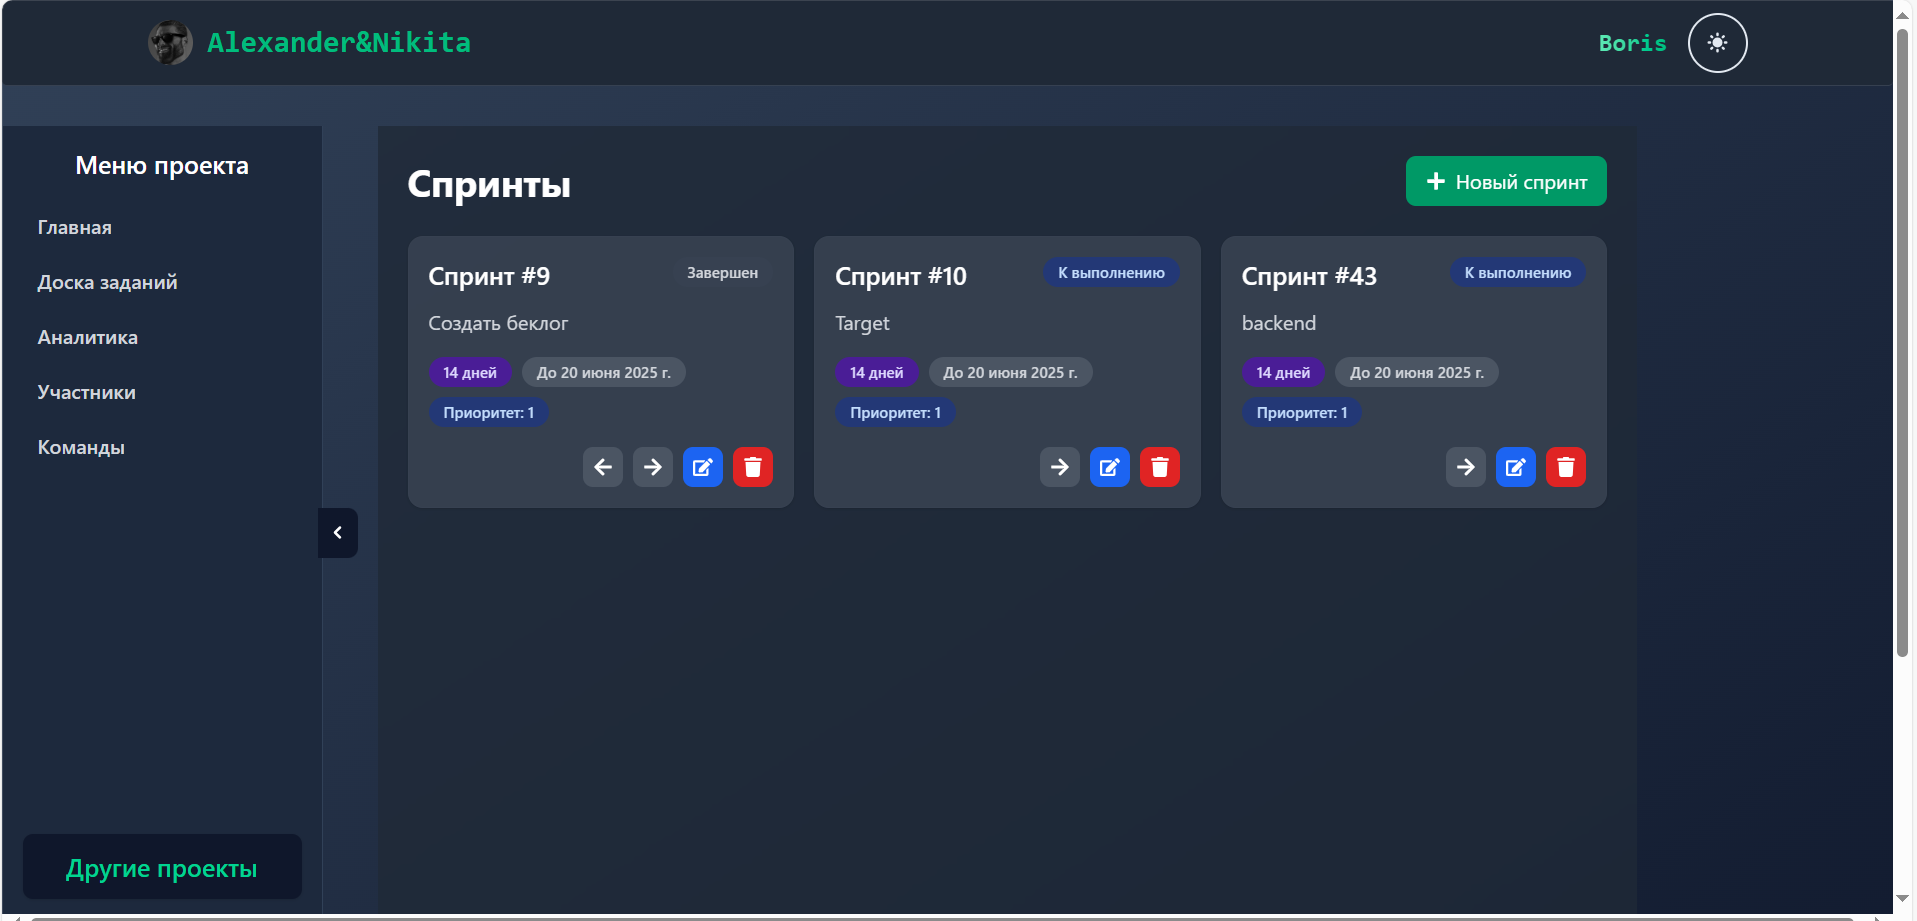 Alexander&Nikita
Boris
Меню проекта
Главная
Доска заданий
Аналитика
Участники
Команды
Другие проекты
Спринты
Новый спринт
Спринт #9
Завершен
Создать беклог
14 дней
До 20 июня 2025 г.
Приоритет: 1
Спринт #10
К выполнению
Target
14 дней
До 20 июня 2025 г.
Приоритет: 1
Спринт #43
К выполнению
backend
14 дней
До 20 июня 2025 г.
Приоритет: 1